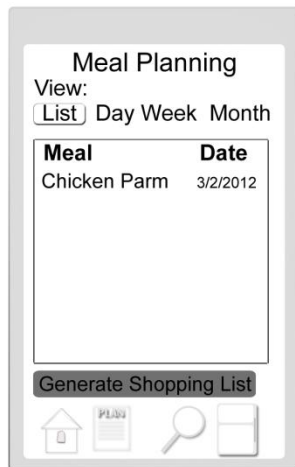 Meal Planning
View:
List Day Week Month
Meal Date
Chicken Parm 3/2/2012
Generate Shopping List
PLAN